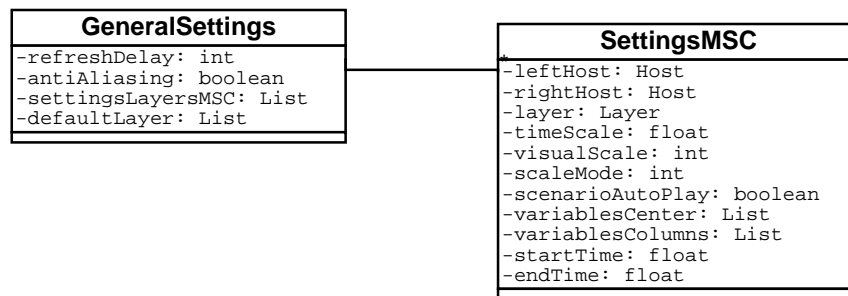 GeneralSettings
-refreshDelay: int
-antiAliasing: boolean
-settingsLayersMSC: List
-defaultLayer: List
SettingsMSC
*
-leftHost: Host
-rightHost: Host
-layer: Layer
-timeScale: float
-visualScale: int
-scaleMode: int
-scenarioAutoPlay: boolean
-variablesCenter: List
-variablesColumns: List
-startTime: float
-endTime: float